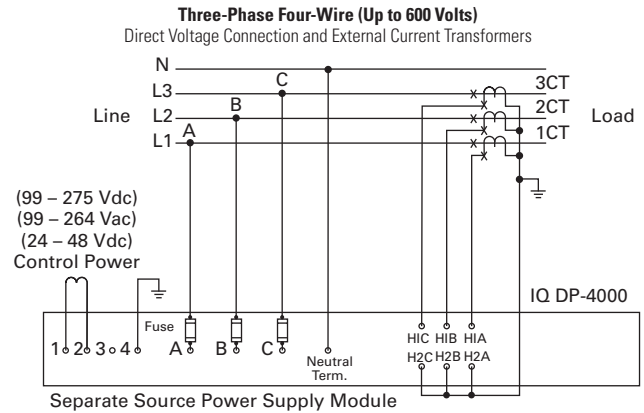 Three-Phase Four-Wire (Up to 600 Volts)
Direct Voltage Connection and External Current Transformers
N
L3 C 3CT
Line L2 B 2CT Load
L1 A 1CT
(99 – 275 Vdc)
(99 – 264 Vac)
(24 – 48 Vdc)
Control Power
IQ DP-4000
Fuse
HIC HIB HIA
1 2 3 4 A B C H2C H2B H2A
Neutral
Term.
Separate Source Power Supply Module